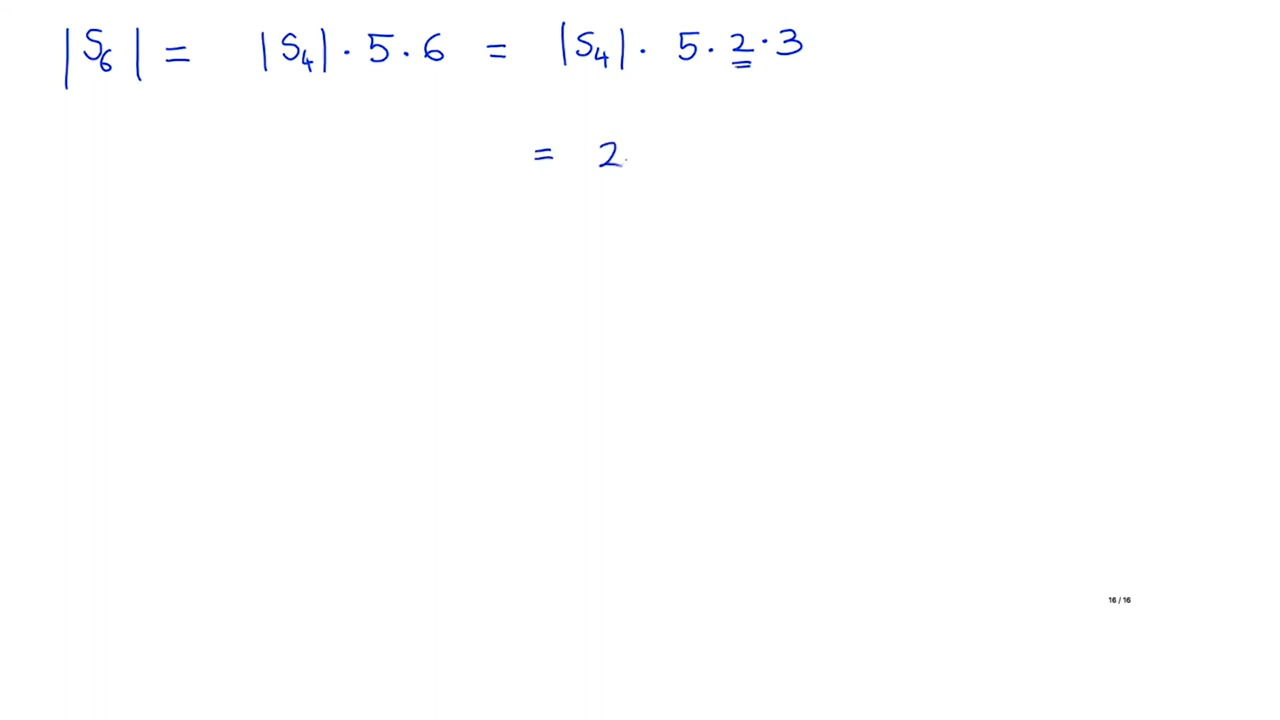 |S₆| = |S₄| · 5 · 6 = |S₄| · 5 · 2 · 3
= 2
16 / 16